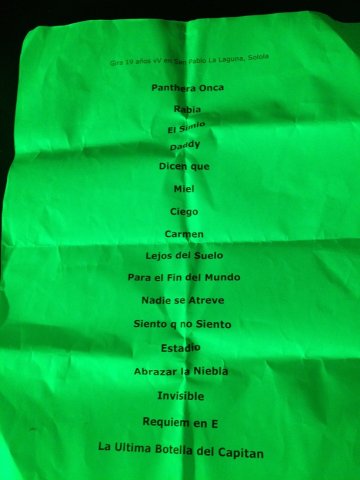 Gira 19 años VV en San Pablo La Laguna, Solola
Panthera Onca
Rabia
El Simio
Daddy
Dicen que
Miel
Ciego
Carmen
Lejos del Suelo
Para el Fin del Mundo
Nadie se Atreve
Siento q no Siento
Estadio
Abrazar la Niebla
Invisible
Requiem en E
La Ultima Botella del Capitan